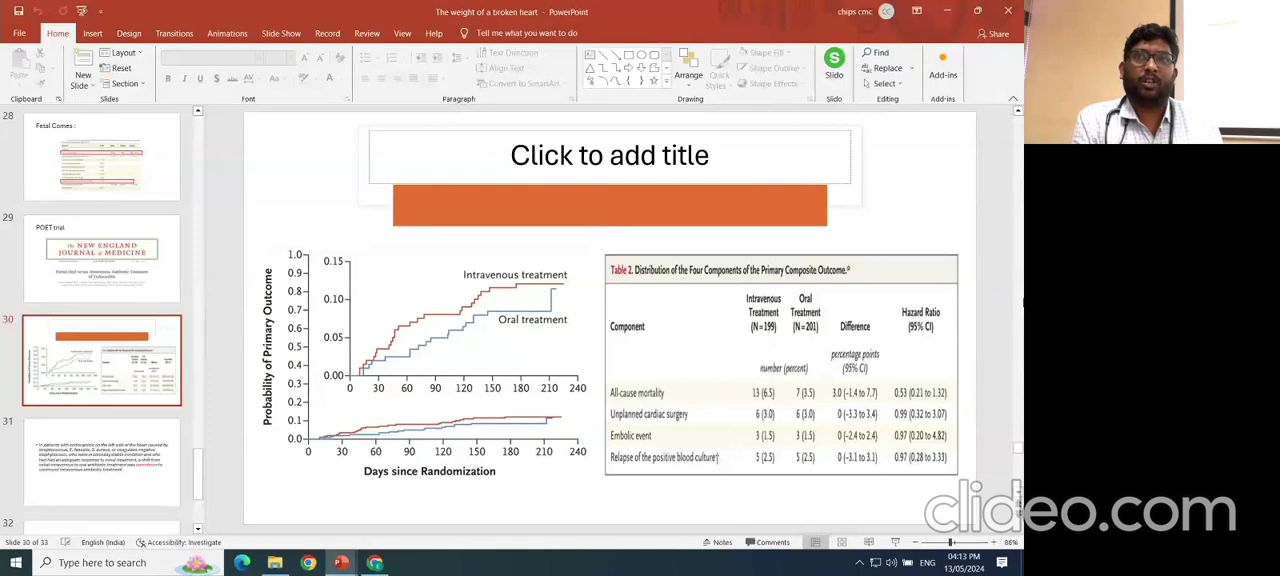 The weight of a broken heart - PowerPoint
chips cmc CC
File Home Insert Draw Design Transitions Animations Slide Show Record Review View Help Tell me what you want to do Share
Paste
Clipboard
New Slide
Layout
Reset
Section
Slides
B I U S
Font
Text Direction
Align Text
Convert to SmartArt
Paragraph
Arrange
Quick Styles
Shape Fill
Shape Outline
Shape Effects
Drawing
S
Slido
Slido
Find
Replace
Select
Editing
Add-ins
Add-ins
28
Fetal Comes :
29
POET trial
The NEW ENGLAND
JOURNAL of MEDICINE
30
31
32
Click to add title
Probability of Primary Outcome
1.0
0.9
0.8
0.7
0.6
0.5
0.4
0.3
0.2
0.1
0.0
0.15
0.10
0.05
0.00
Intravenous treatment
Oral treatment
0 30 60 90 120 150 180 210 240
0 30 60 90 120 150 180 210 240
Days since Randomization
Table 2. Distribution of the Four Components of the Primary Composite Outcome.*
Component
Intravenous Treatment (N=199)
Oral Treatment (N=201)
Difference
Hazard Ratio (95% CI)
number (percent)
percentage points (95% CI)
All-cause mortality 13 (6.5) 7 (3.5) 3.0 (−1.4 to 7.7) 0.53 (0.21 to 1.32)
Unplanned cardiac surgery 6 (3.0) 6 (3.0) 0 (−3.3 to 3.4) 0.99 (0.32 to 3.07)
Embolic event 3 (1.5) 3 (1.5) 0 (−2.4 to 2.4) 0.97 (0.20 to 4.82)
Relapse of the positive blood culture† 5 (2.5) 5 (2.5) 0 (−3.1 to 3.1) 0.97 (0.28 to 3.33)
clideo.com
Slide 30 of 33 English (India) Accessibility: Investigate Notes Comments 86%
Type here to search
ENG
04:13 PM
13/05/2024